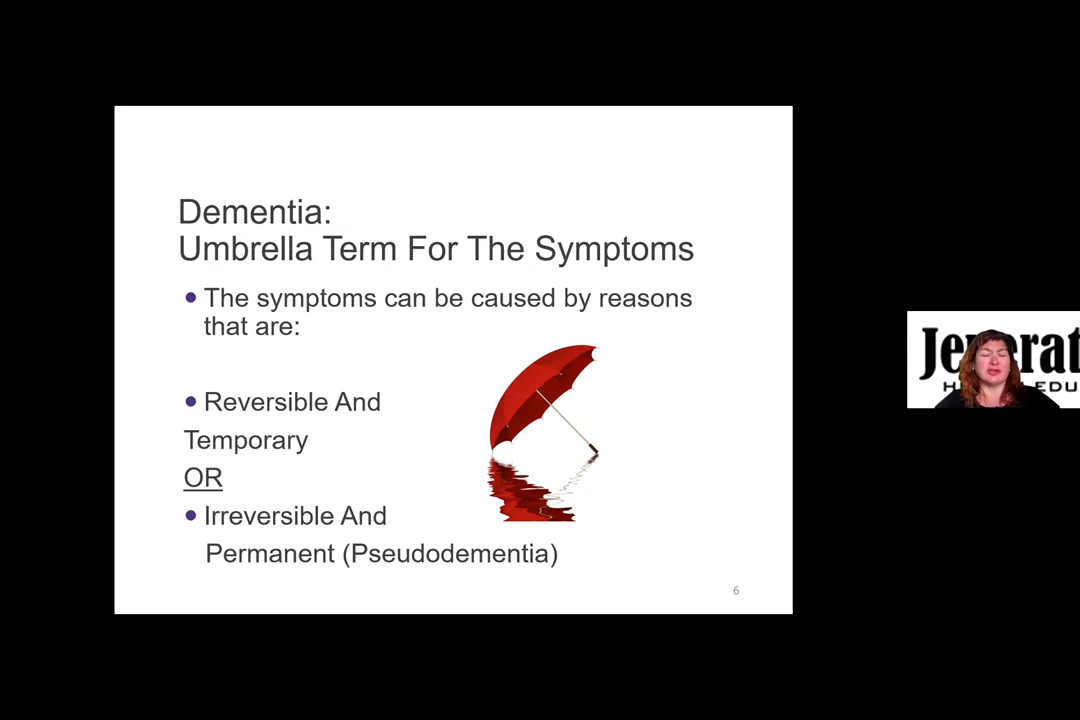 Dementia:
Umbrella Term For The Symptoms
The symptoms can be caused by reasons
that are:
Reversible And
Temporary
OR
Irreversible And
Permanent (Pseudodementia)
6